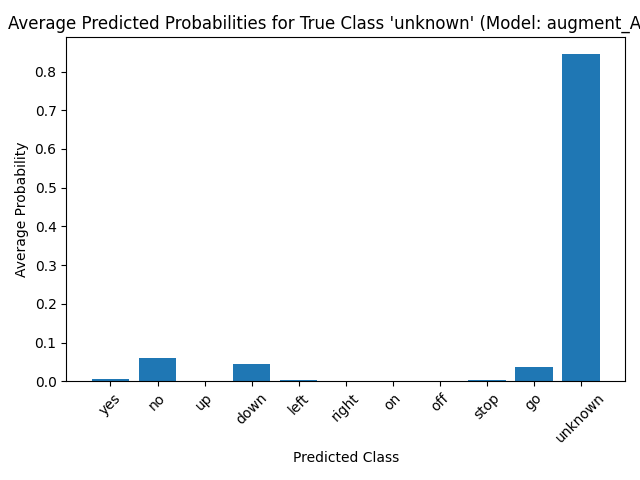 Average Predicted Probabilities for True Class 'unknown' (Model: augment_A
0.8
0.7
0.6
0.5
0.4
0.3
0.2
0.1
0.0
Average Probability
yes
no
up
down
left
right
on
off
stop
go
unknown
Predicted Class